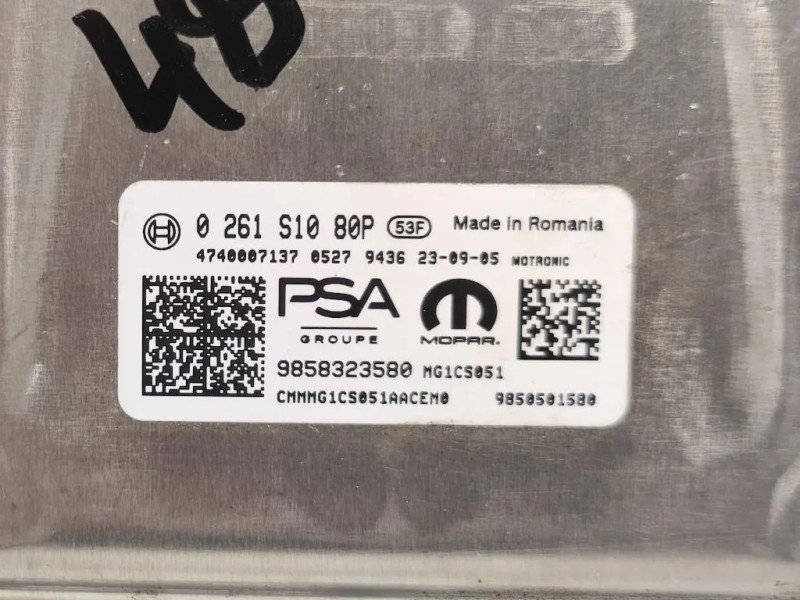 0 261 S10 80P 53F Made in Romania
4740007137 0527 9436 23-09-05 MOTRONIC
PSA
GROUPE
MOPAR.
9858323580 MG1CS051
CMMMG1CS051AACEM0 9850501580